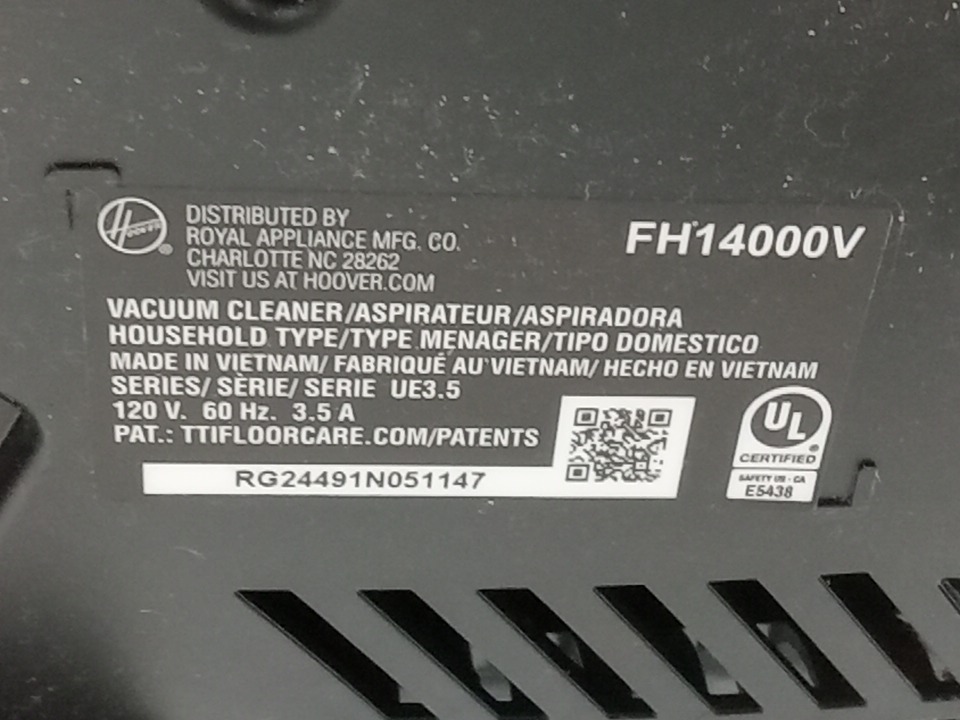 Hoover ®
DISTRIBUTED BY
ROYAL APPLIANCE MFG. CO.
CHARLOTTE NC 28262
VISIT US AT HOOVER.COM
FH14000V
VACUUM CLEANER/ASPIRATEUR/ASPIRADORA
HOUSEHOLD TYPE/TYPE MENAGER/TIPO DOMESTICO
MADE IN VIETNAM/ FABRIQUÉ AU VIETNAM/ HECHO EN VIETNAM
SERIES/ SÉRIE/ SERIE UE3.5
120 V. 60 Hz. 3.5 A
PAT.: TTIFLOORCARE.COM/PATENTS
RG24491N051147
UL ®
CERTIFIED
SAFETY US - CA
E5438